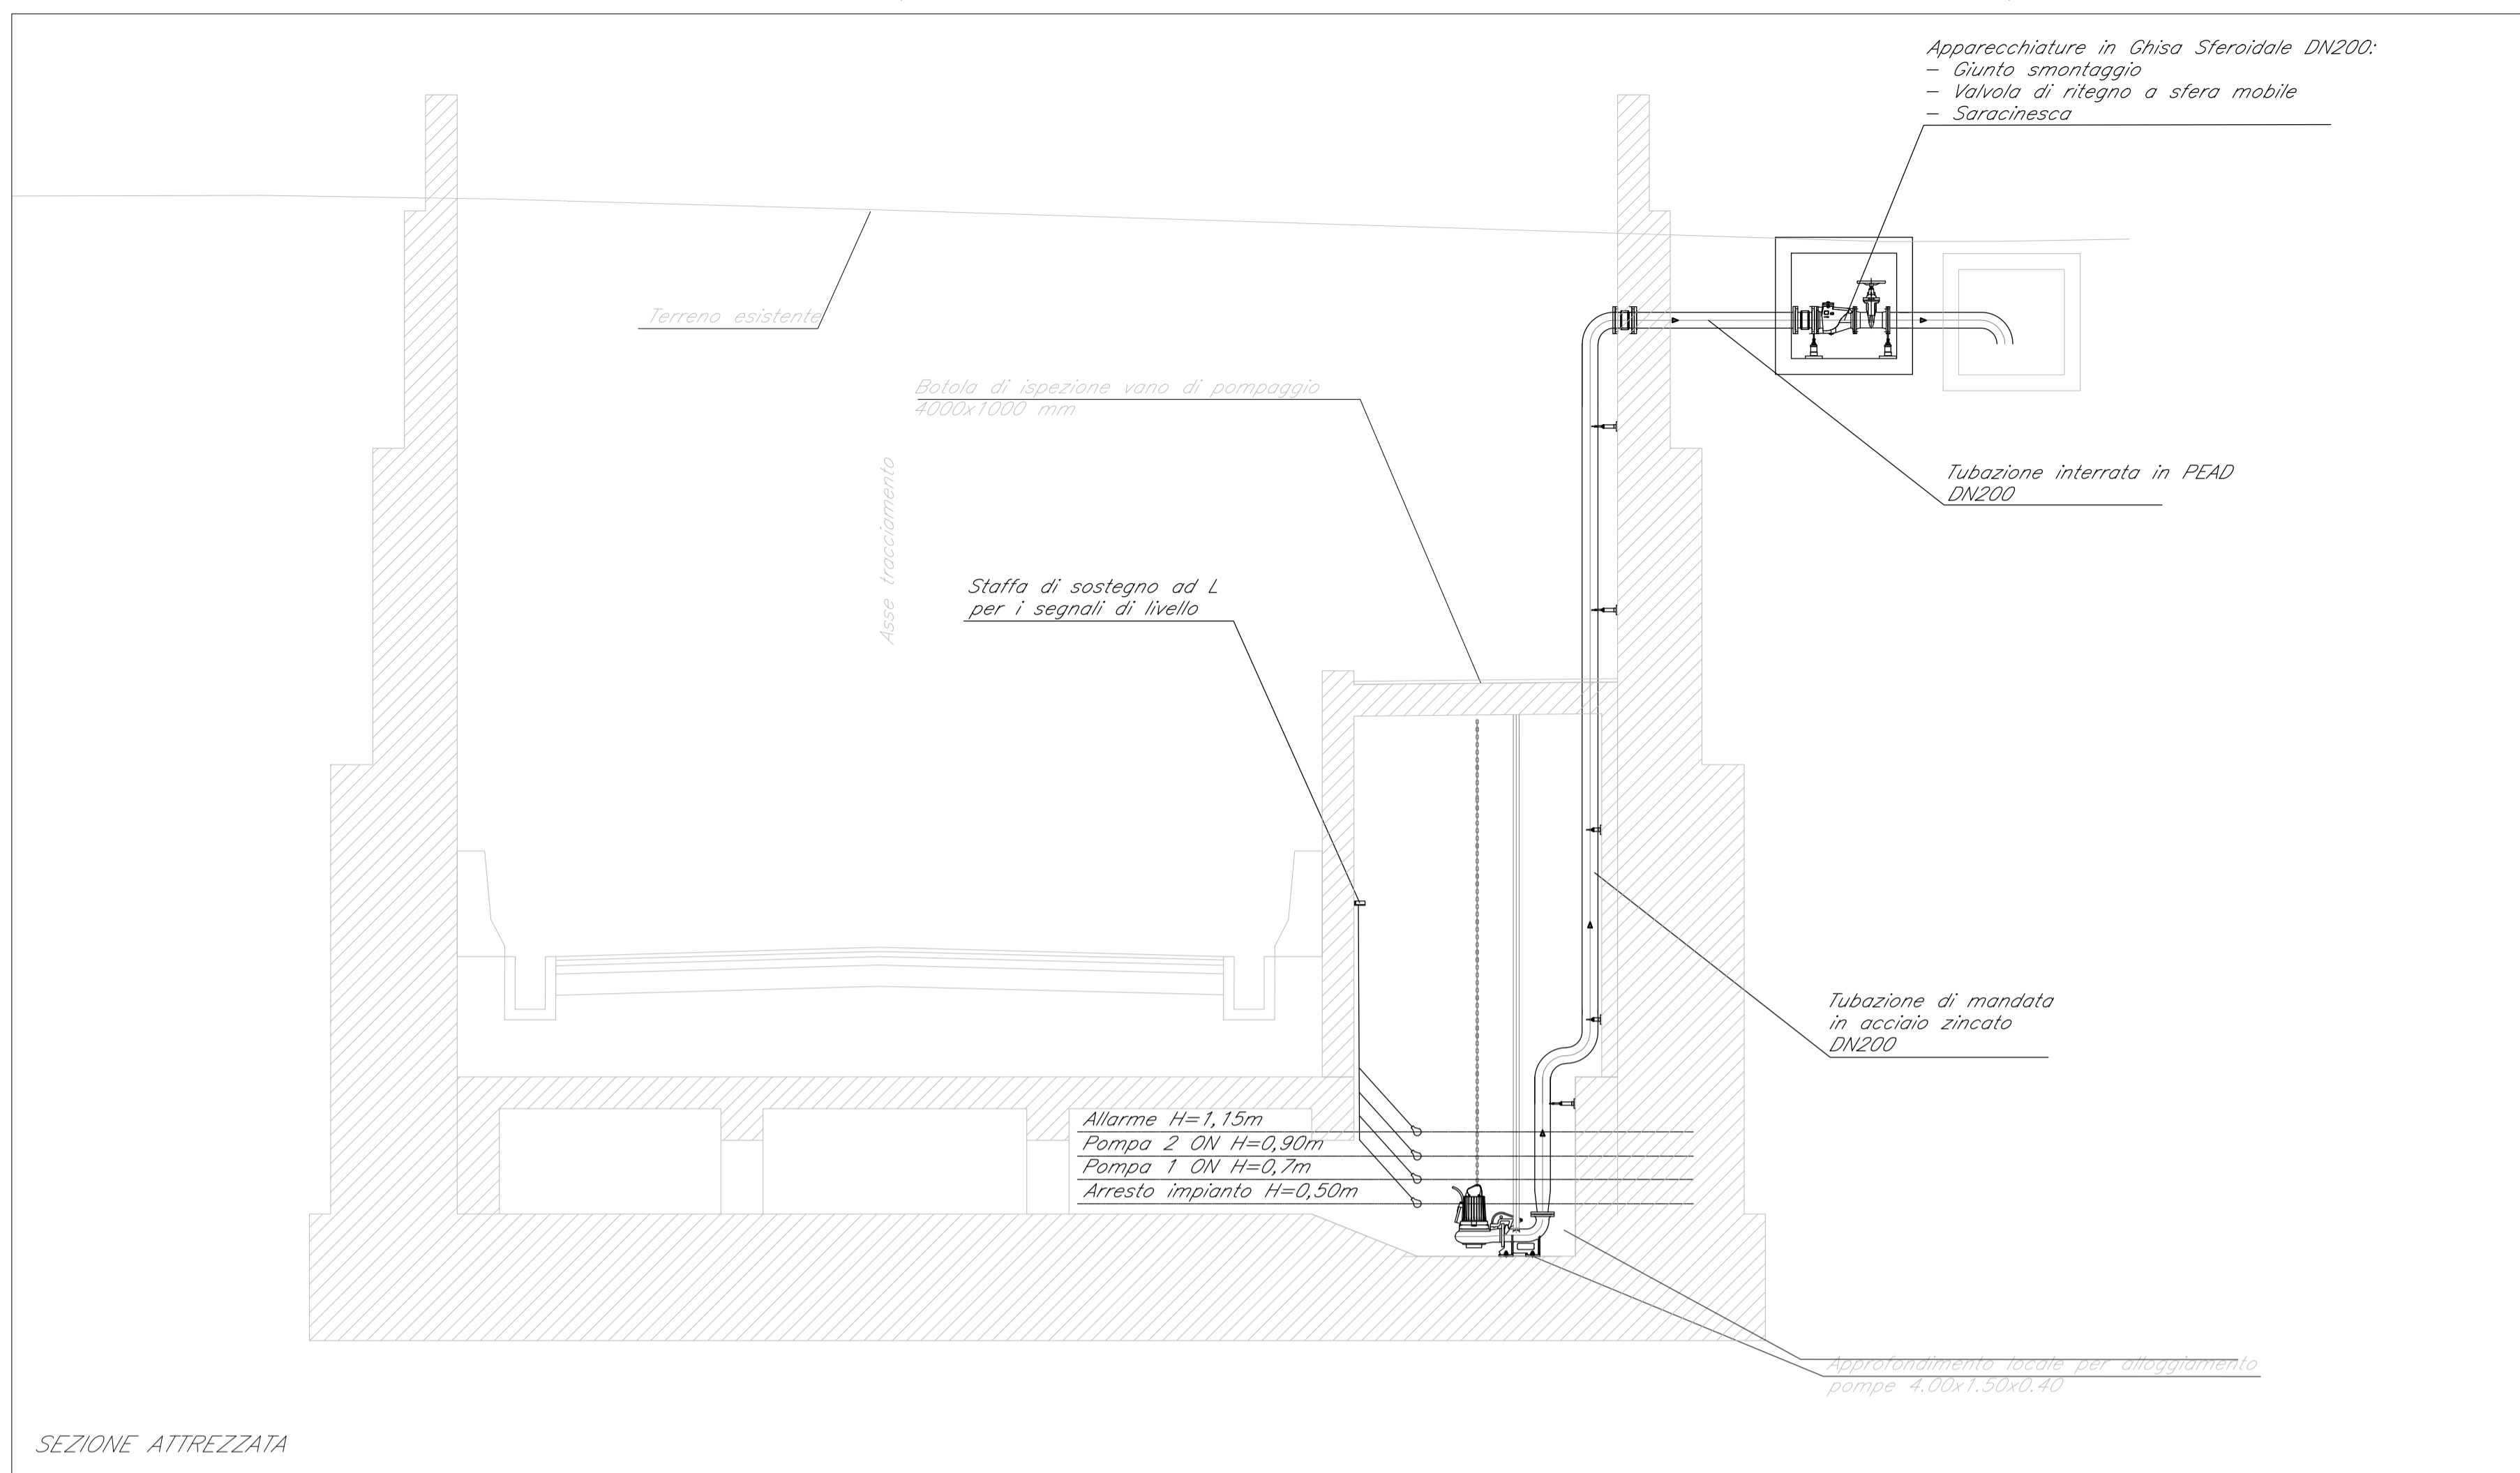 Apparecchiature in Ghisa Sferoidale DN200:
- Giunto smontaggio
- Valvola di ritegno a sfera mobile
- Saracinesca
Terreno esistente
Botola di ispezione vano di pompaggio
4000x1000 mm
Asse tracciamento
Tubazione interrata in PEAD
DN200
Staffa di sostegno ad L
per i segnali di livello
Tubazione di mandata
in acciaio zincato
DN200
Allarme H=1,15m
Pompa 2 ON H=0,90m
Pompa 1 ON H=0,7m
Arresto impianto H=0,50m
Approfondimento locale per alloggiamento
pompe 4.00x1.50x0.40
SEZIONE ATTREZZATA